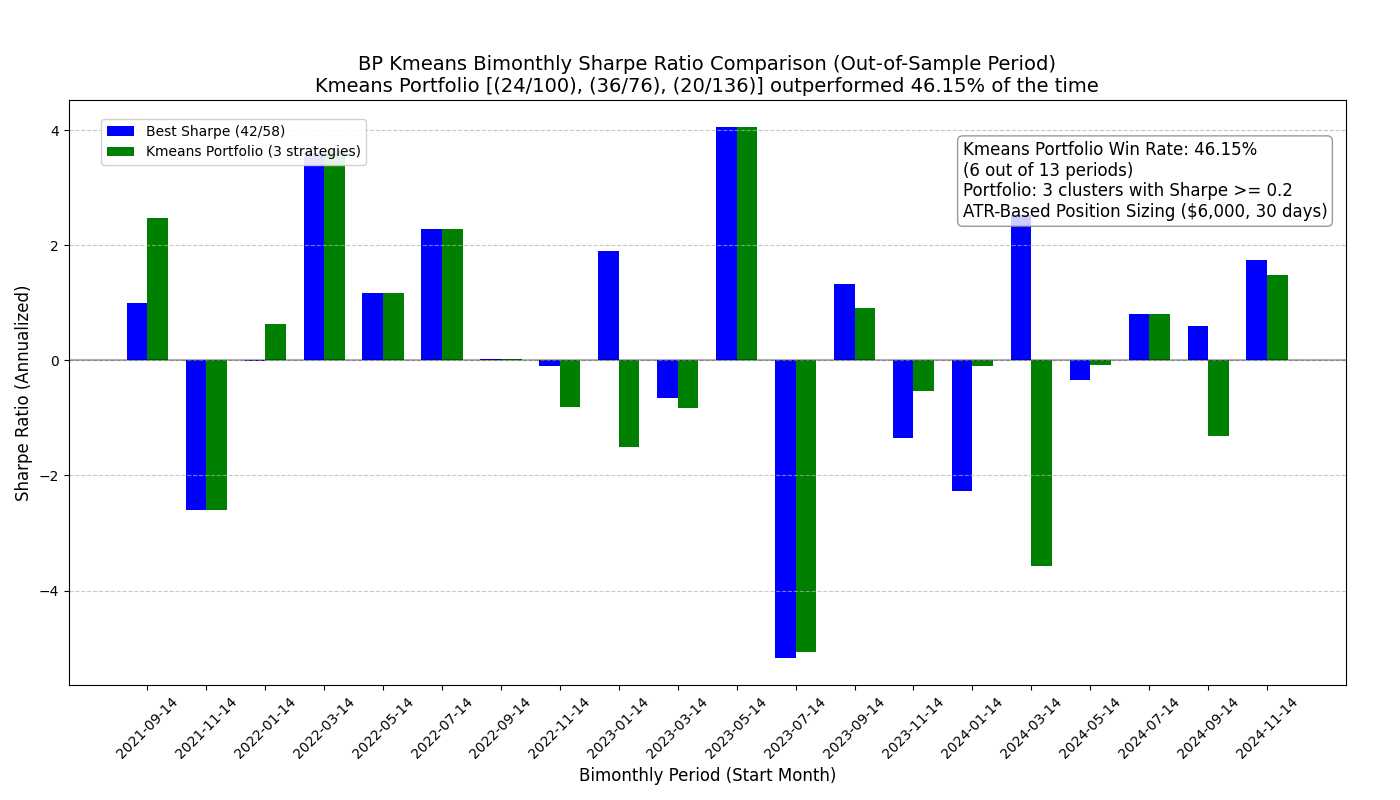 BP Kmeans Bimonthly Sharpe Ratio Comparison (Out-of-Sample Period)
Kmeans Portfolio [(24/100), (36/76), (20/136)] outperformed 46.15% of the time
Best Sharpe (42/58)
Kmeans Portfolio (3 strategies)
Kmeans Portfolio Win Rate: 46.15%
(6 out of 13 periods)
Portfolio: 3 clusters with Sharpe >= 0.2
ATR-Based Position Sizing ($6,000, 30 days)
Sharpe Ratio (Annualized)
4
2
0
−2
−4
2021-09-14
2021-11-14
2022-01-14
2022-03-14
2022-05-14
2022-07-14
2022-09-14
2022-11-14
2023-01-14
2023-03-14
2023-05-14
2023-07-14
2023-09-14
2023-11-14
2024-01-14
2024-03-14
2024-05-14
2024-07-14
2024-09-14
2024-11-14
Bimonthly Period (Start Month)